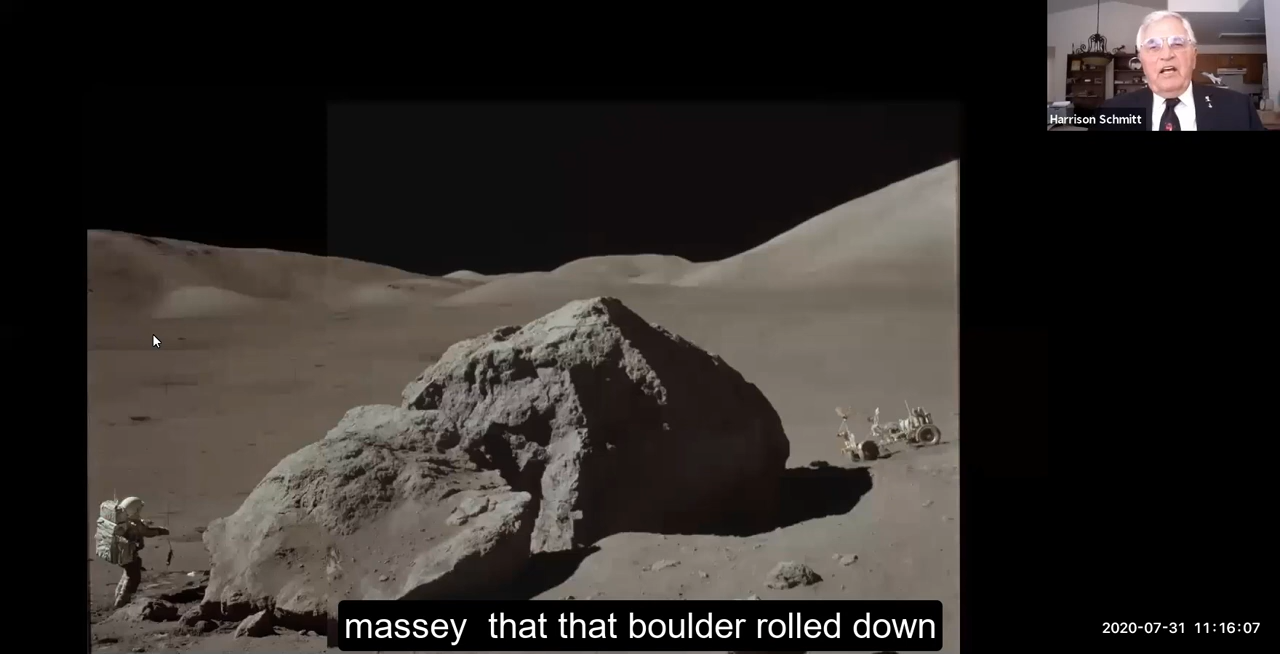 Harrison Schmitt
massey that that boulder rolled down
2020-07-31 11:16:07